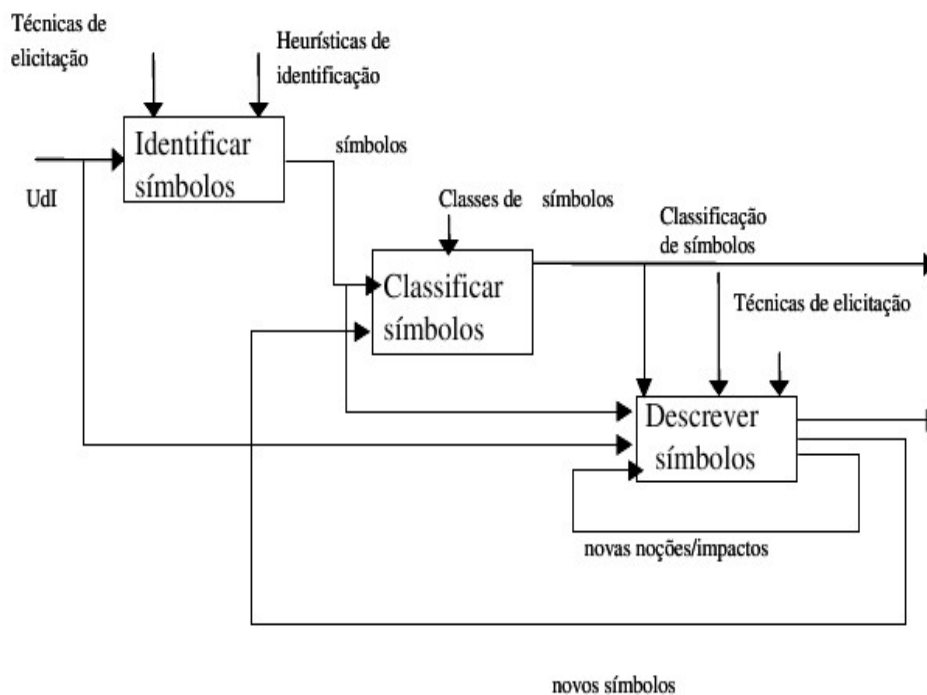 Técnicas de
elicitação
Heurísticas de
identificação
Identificar
símbolos
símbolos
UdI
Classes de símbolos
Classificação
de símbolos
Classificar
símbolos
Técnicas de elicitação
Descrever
símbolos
novas noções/impactos
novos símbolos